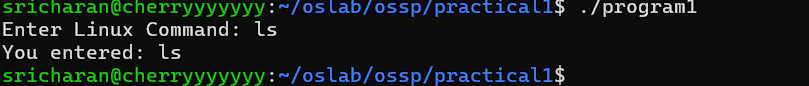 sricharan@cherryyyyyyy:~/oslab/ossp/practical1$ ./program1
Enter Linux Command: ls
You entered: ls
sricharan@cherryyyyyyy:~/oslab/ossp/practical1$